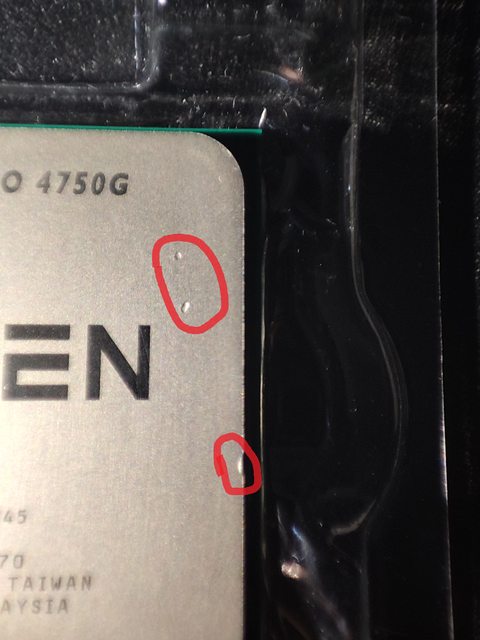 O 4750G
EN
45
70
TAIWAN
AYSIA